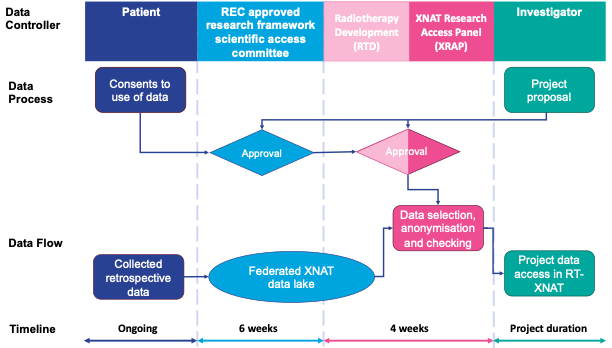 Data
Controller
Patient
REC approved
research framework
scientific access
committee
Radiotherapy
Development
(RTD)
XNAT Research
Access Panel
(XRAP)
Investigator
Data
Process
Consents to
use of data
Project
proposal
Approval
Approval
Data selection,
anonymisation
and checking
Data Flow
Collected
retrospective
data
Federated XNAT
data lake
Project data
access in RT-
XNAT
Timeline
Ongoing
6 weeks
4 weeks
Project duration